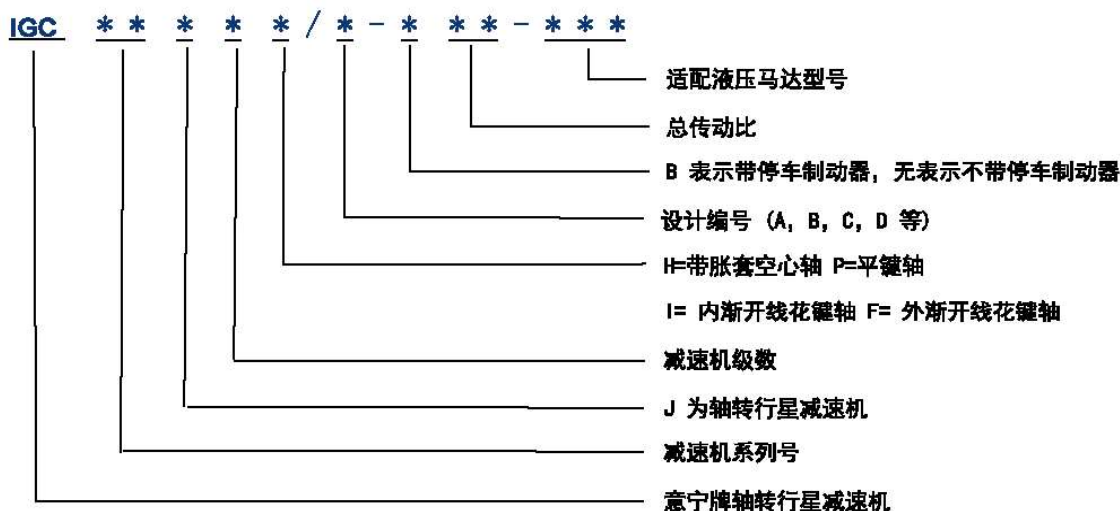 IGC ** * * * / * - * ** - ***
适配液压马达型号
总传动比
B 表示带停车制动器，无表示不带停车制动器
设计编号 (A, B, C, D 等)
H=带胀套空心轴 P=平键轴
I= 内渐开线花键轴 F= 外渐开线花键轴
减速机级数
J 为轴转行星减速机
减速机系列号
意宁牌轴转行星减速机